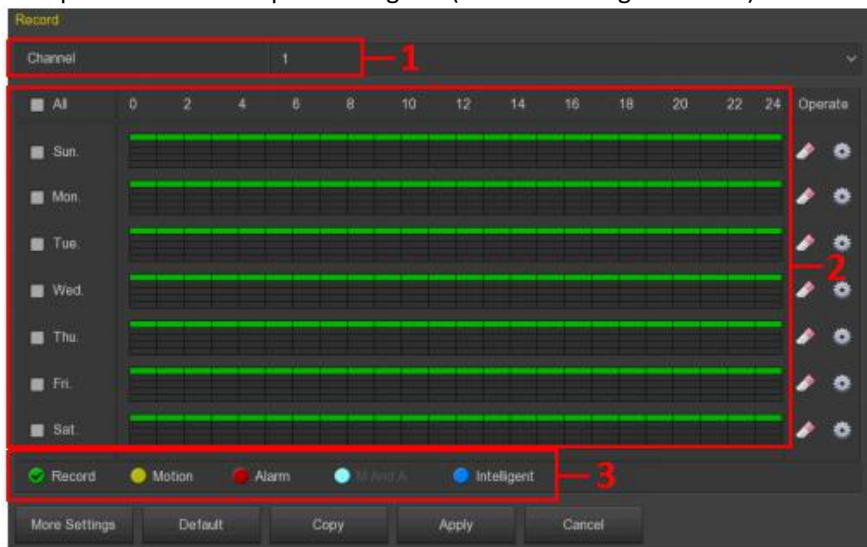 Record
Channel 1
1
All 0 2 4 6 8 10 12 14 16 18 20 22 24 Operate
Sun.
Mon.
Tue.
2
Wed.
Thu.
Fri.
Sat.
Record Motion Alarm M And A Intelligent
3
More Settings Default Copy Apply Cancel